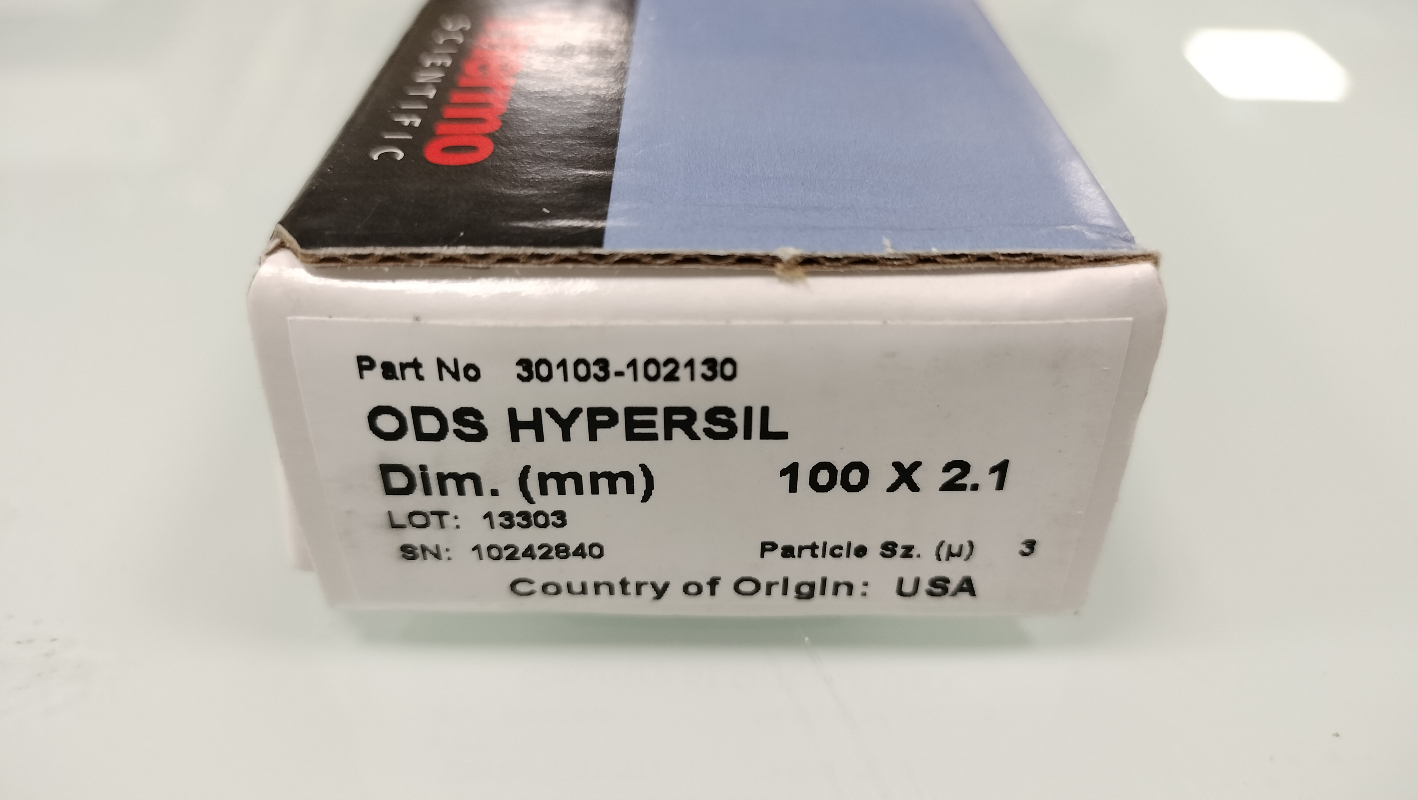 thermo
SCIENTIFIC
Part No 30103-102130
ODS HYPERSIL
Dim. (mm) 100 X 2.1
LOT: 13303
SN: 10242840 Particle Sz. (µ) 3
Country of Origin: USA